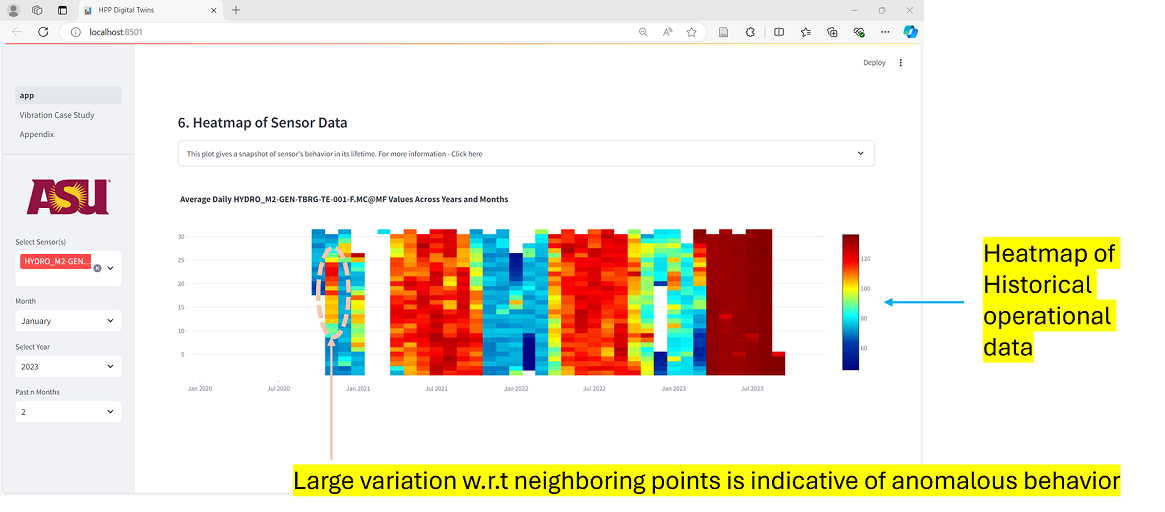 HPP Digital Twins
localhost:8501
Deploy
app
Vibration Case Study
Appendix
ASU
Select Sensor(s)
HYDRO_M2-GEN...
Month
January
Select Year
2023
Past n Months
2
6. Heatmap of Sensor Data
This plot gives a snapshot of sensor's behavior in its lifetime. For more information - Click here
Average Daily HYDRO_M2-GEN-TBRG-TE-001-F.MC@MF Values Across Years and Months
30
25
20
15
10
5
Jan 2020
Jul 2020
Jan 2021
Jul 2021
Jan 2022
Jul 2022
Jan 2023
Jul 2023
120
100
80
60
Heatmap of
Historical
operational
data
Large variation w.r.t neighboring points is indicative of anomalous behavior